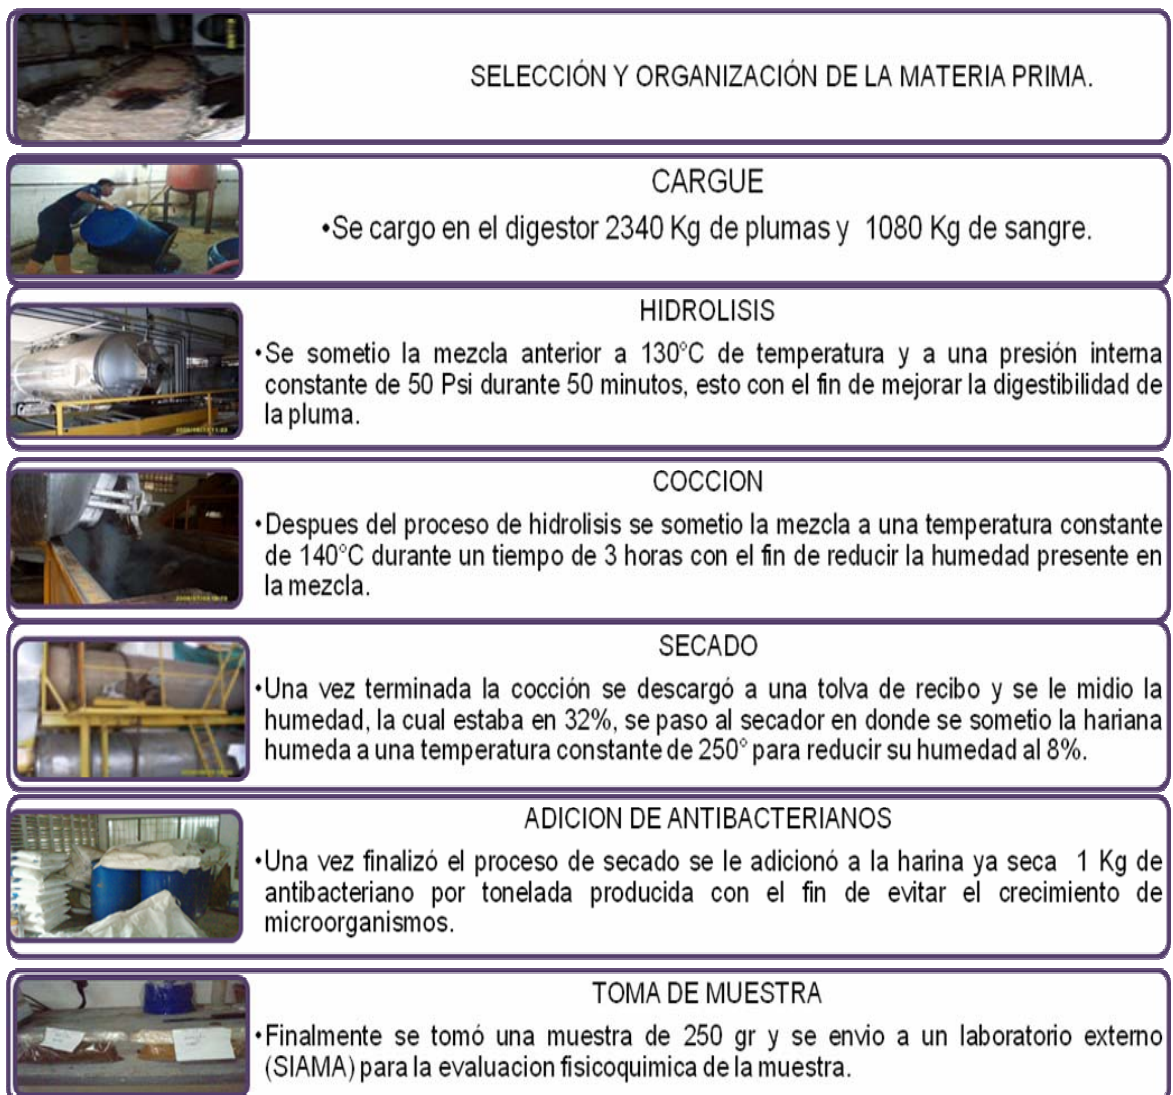 SELECCIÓN Y ORGANIZACIÓN DE LA MATERIA PRIMA.
CARGUE
•Se cargo en el digestor 2340 Kg de plumas y 1080 Kg de sangre.
HIDROLISIS
•Se sometio la mezcla anterior a 130°C de temperatura y a una presión interna
constante de 50 Psi durante 50 minutos, esto con el fin de mejorar la digestibilidad de
la pluma.
COCCION
•Despues del proceso de hidrolisis se sometio la mezcla a una temperatura constante
de 140°C durante un tiempo de 3 horas con el fin de reducir la humedad presente en
la mezcla.
SECADO
•Una vez terminada la cocción se descargó a una tolva de recibo y se le midio la
humedad, la cual estaba en 32%, se paso al secador en donde se sometio la hariana
humeda a una temperatura constante de 250° para reducir su humedad al 8%.
ADICION DE ANTIBACTERIANOS
•Una vez finalizó el proceso de secado se le adicionó a la harina ya seca 1 Kg de
antibacteriano por tonelada producida con el fin de evitar el crecimiento de
microorganismos.
TOMA DE MUESTRA
•Finalmente se tomó una muestra de 250 gr y se envio a un laboratorio externo
(SIAMA) para la evaluacion fisicoquimica de la muestra.